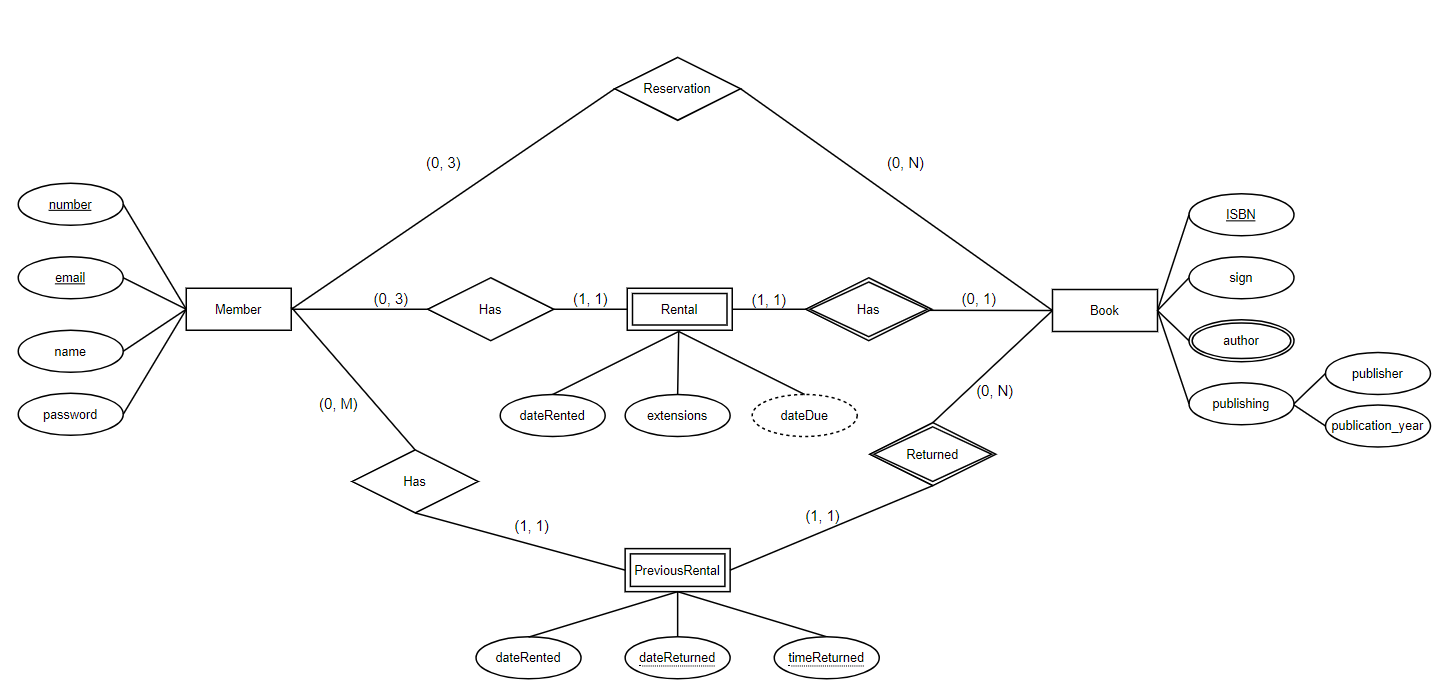 Reservation
(0, 3)
(0, N)
number
email
name
password
Member
(0, 3)
Has
(1, 1)
Rental
(1, 1)
Has
(0, 1)
Book
ISBN
sign
author
publishing
publisher
publication_year
dateRented
extensions
dateDue
(0, M)
(0, N)
Has
Returned
(1, 1)
(1, 1)
PreviousRental
dateRented
dateReturned
timeReturned